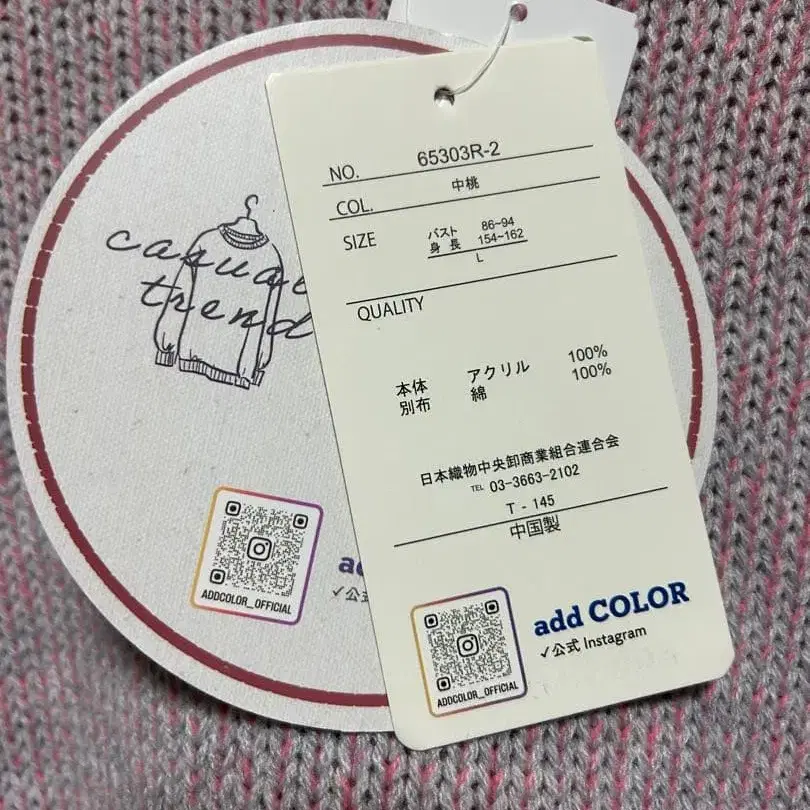 casual
trend
ADDCOLOR_OFFICIAL
NO. 65303R-2
COL. 中桃
SIZE バスト 86~94
身長 154~162
L
QUALITY
本体 アクリル 100%
別布 綿 100%
日本織物中央卸商業組合連合会
TEL 03-3663-2102
T - 145
中国製
add COLOR
✓公式 Instagram
ADDCOLOR_OFFICIAL